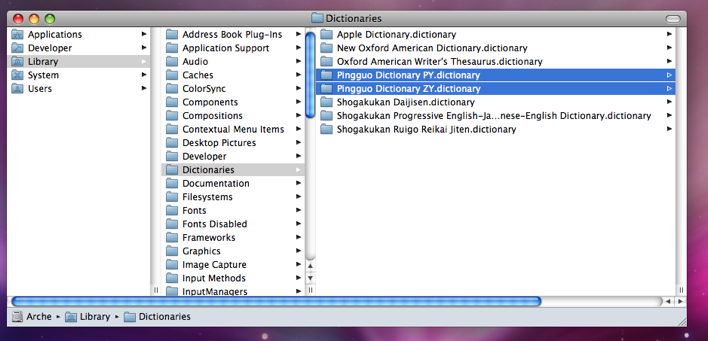 Dictionaries
Applications
Developer
Library
System
Users
Address Book Plug-Ins
Application Support
Audio
Caches
ColorSync
Components
Compositions
Contextual Menu Items
Desktop Pictures
Developer
Dictionaries
Documentation
Filesystems
Fonts
Fonts Disabled
Frameworks
Graphics
Image Capture
Input Methods
InputManagers
Apple Dictionary.dictionary
New Oxford American Dictionary.dictionary
Oxford American Writer's Thesaurus.dictionary
Pingguo Dictionary PY.dictionary
Pingguo Dictionary ZY.dictionary
Shogakukan Daijisen.dictionary
Shogakukan Progressive English-Ja...nese-English Dictionary.dictionary
Shogakukan Ruigo Reikai Jiten.dictionary
Arche ▸ Library ▸ Dictionaries